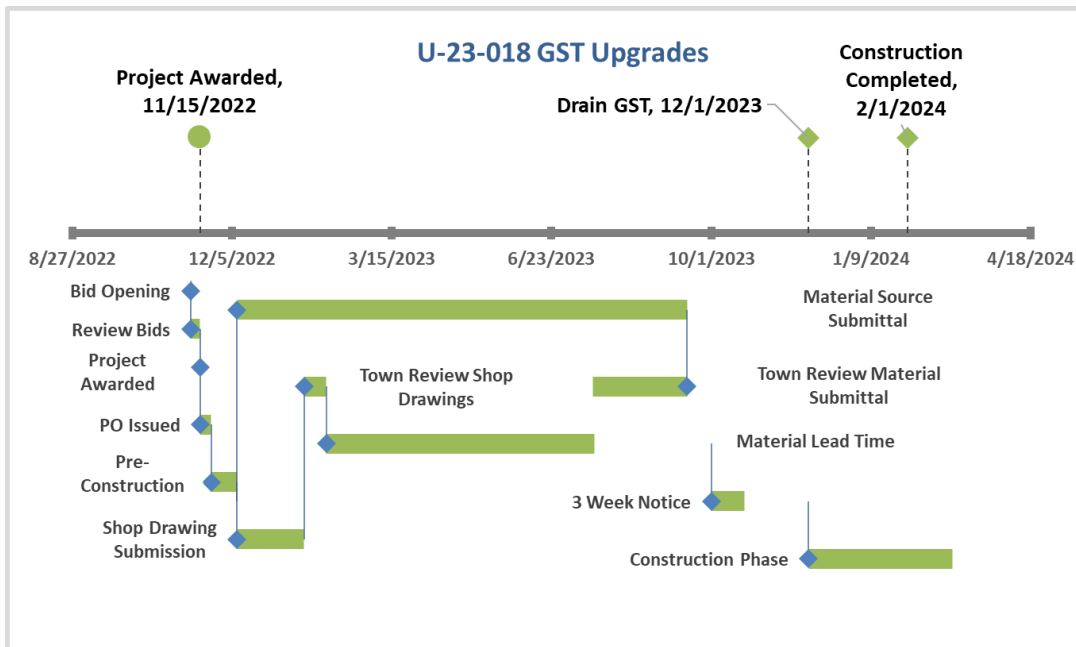 U-23-018 GST Upgrades
Project Awarded,
11/15/2022
Drain GST, 12/1/2023
Construction
Completed,
2/1/2024
8/27/2022
12/5/2022
3/15/2023
6/23/2023
10/1/2023
1/9/2024
4/18/2024
Bid Opening
Material Source
Submittal
Review Bids
Project
Awarded
Town Review Shop
Drawings
Town Review Material
Submittal
PO Issued
Material Lead Time
Pre-
Construction
3 Week Notice
Shop Drawing
Submission
Construction Phase